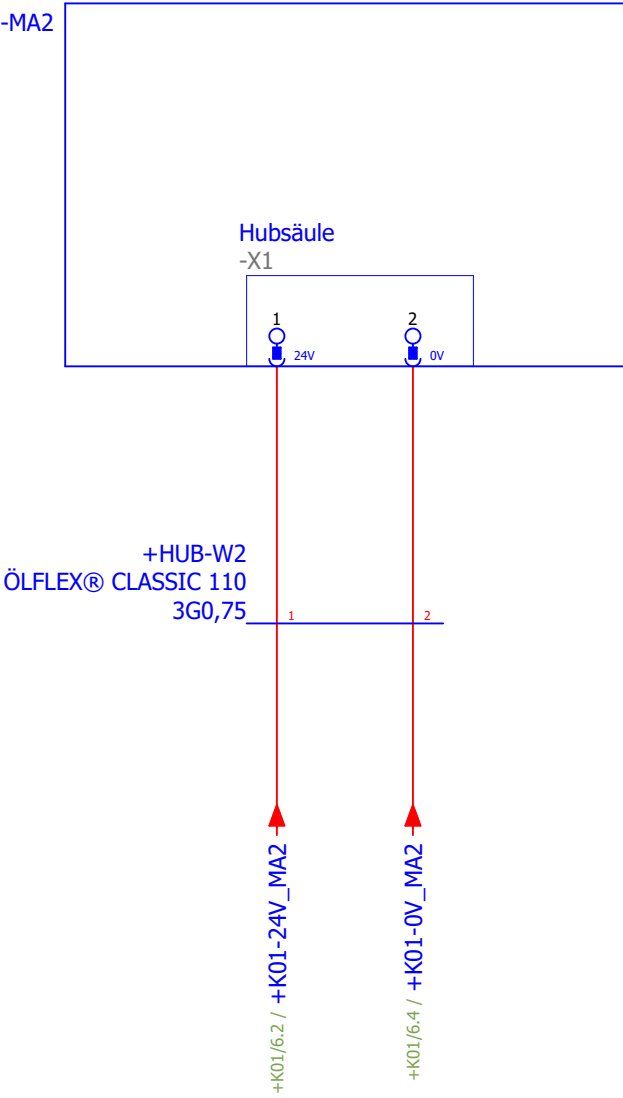 -MA2
Hubsäule
-X1
1
2
24V
0V
+HUB-W2
ÖLFLEX® CLASSIC 110
3G0,75
1
2
+K01/6.2 / +K01-24V_MA2
+K01/6.4 / +K01-0V_MA2